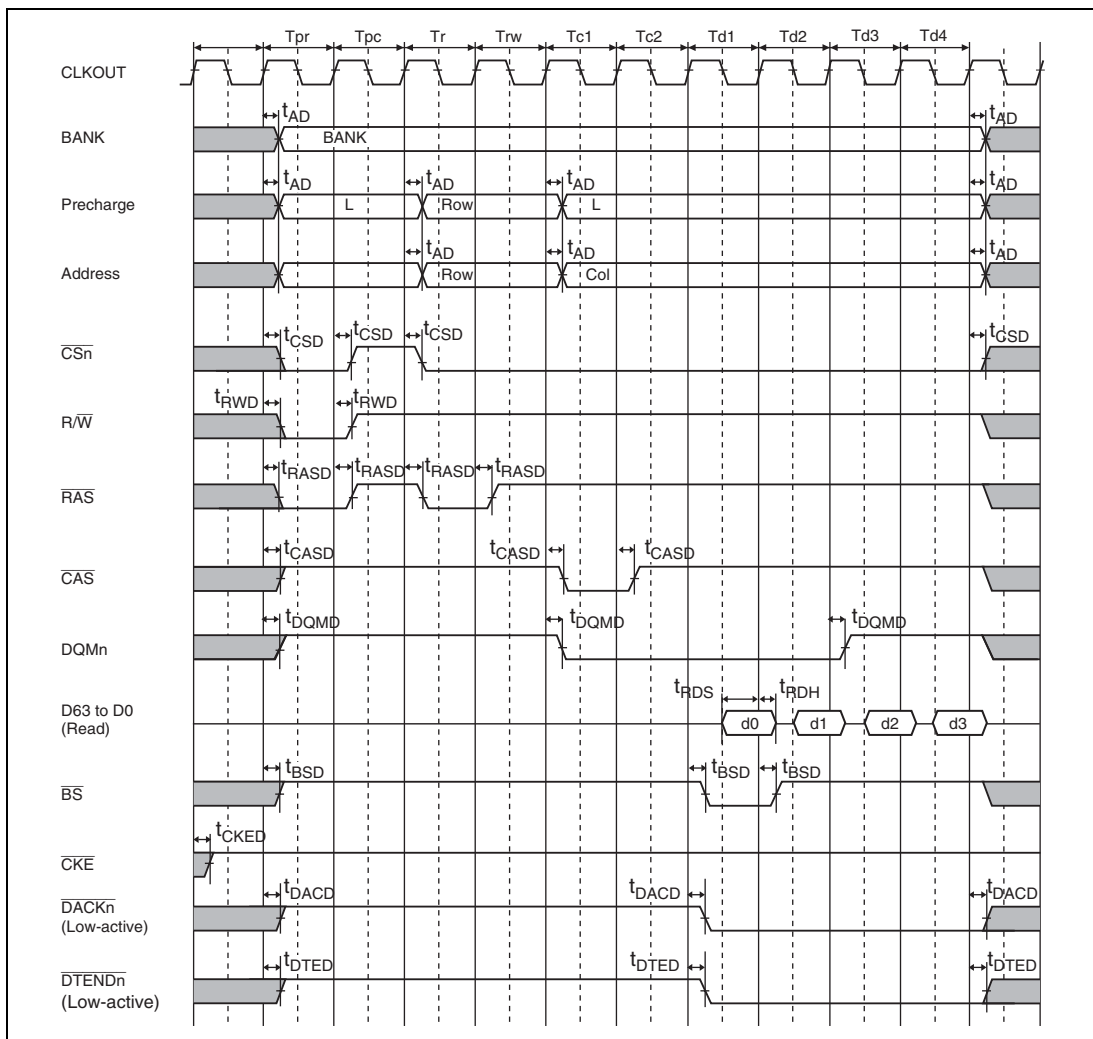 Tpr Tpc Tr Trw Tc1 Tc2 Td1 Td2 Td3 Td4
CLKOUT
tAD tAD
BANK BANK
tAD tAD tAD tAD
Precharge L Row L
tAD tAD tAD
Address Row Col
tCSD tCSD tCSD tCSD
CSn
tRWD tRWD
R/W
tRASD tRASD tRASD tRASD
RAS
tCASD tCASD tCASD
CAS
tDQMD tDQMD tDQMD
DQMn
tRDS tRDH
D63 to D0
(Read)
d0 d1 d2 d3
tBSD tBSD tBSD
BS
tCKED
CKE
tDACD tDACD tDACD
DACKn
(Low-active)
tDTED tDTED tDTED
DTENDn
(Low-active)